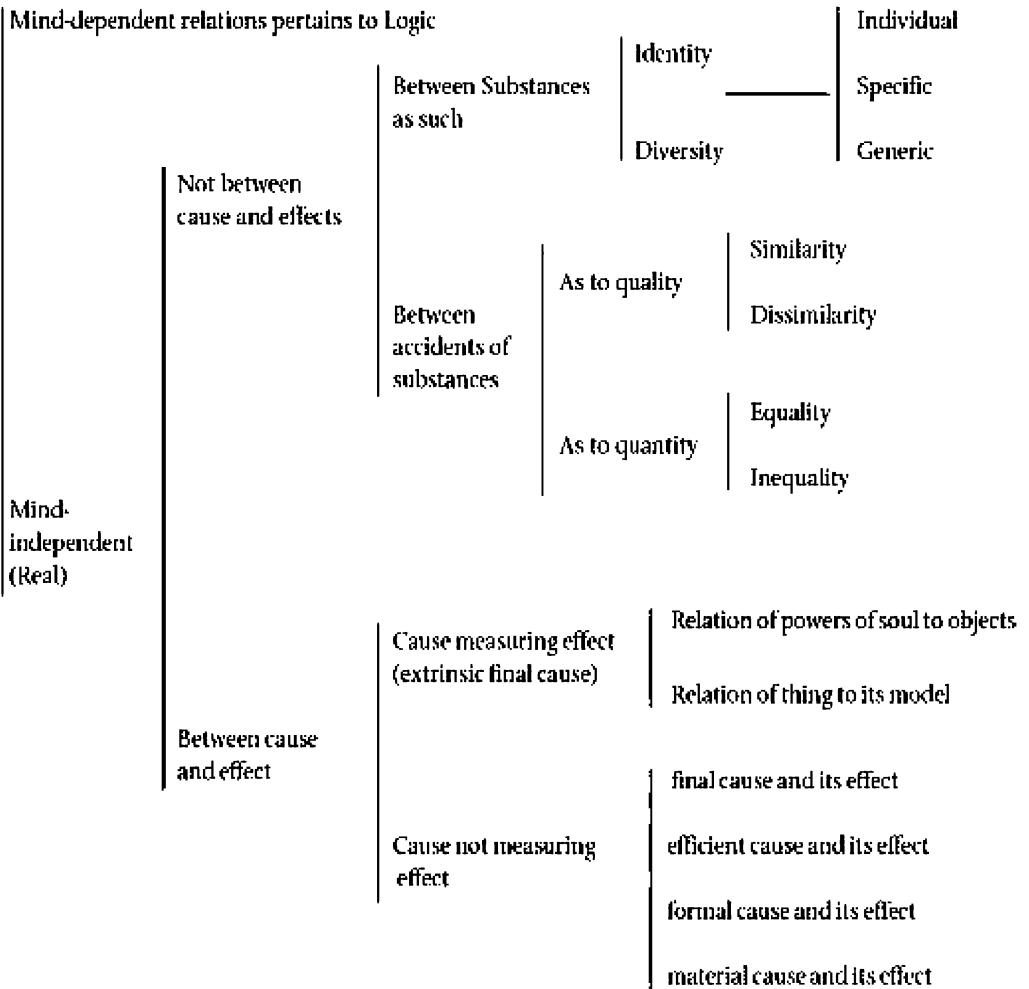 Mind-dependent relations pertains to Logic
Individual
Identity
Between Substances
as such
Specific
Diversity
Generic
Not between
cause and effects
Similarity
As to quality
Dissimilarity
Between
accidents of
substances
Equality
As to quantity
Inequality
Mind-
independent
(Real)
Relation of powers of soul to objects
Cause measuring effect
(extrinsic final cause)
Relation of thing to its model
Between cause
and effect
final cause and its effect
Cause not measuring
effect
efficient cause and its effect
formal cause and its effect
material cause and its effect